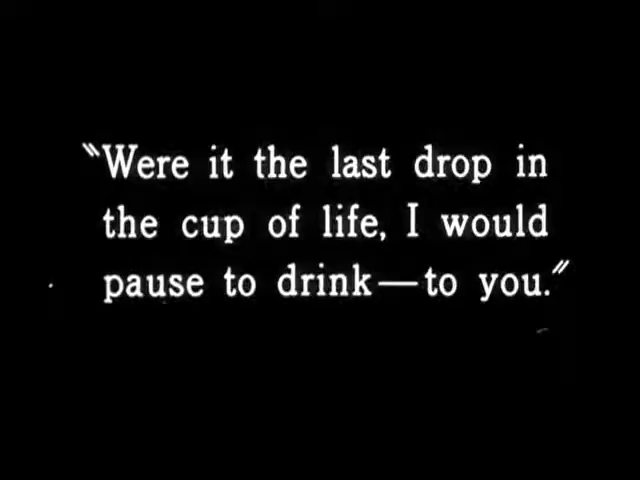 "Were it the last drop in
the cup of life, I would
pause to drink—to you."